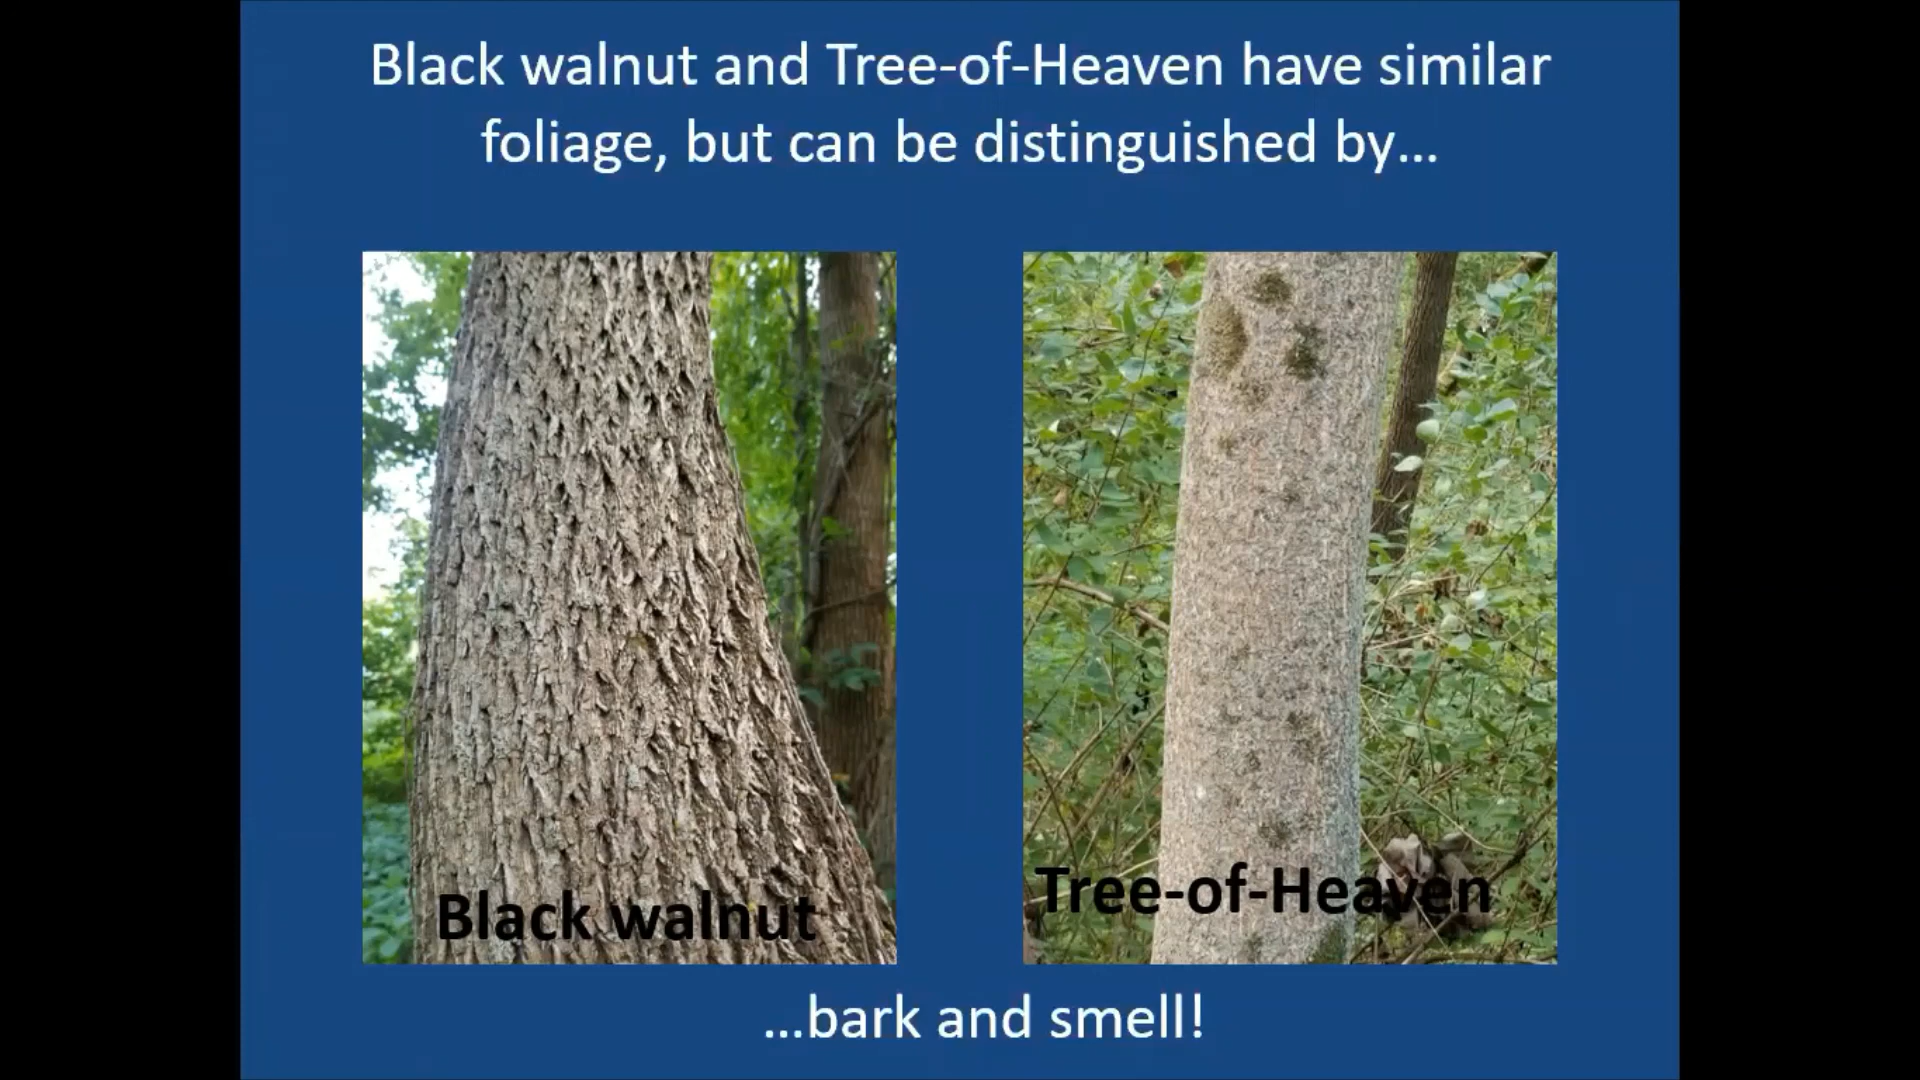 Black walnut and Tree-of-Heaven have similar
foliage, but can be distinguished by...
Black walnut
Tree-of-Heaven
...bark and smell!